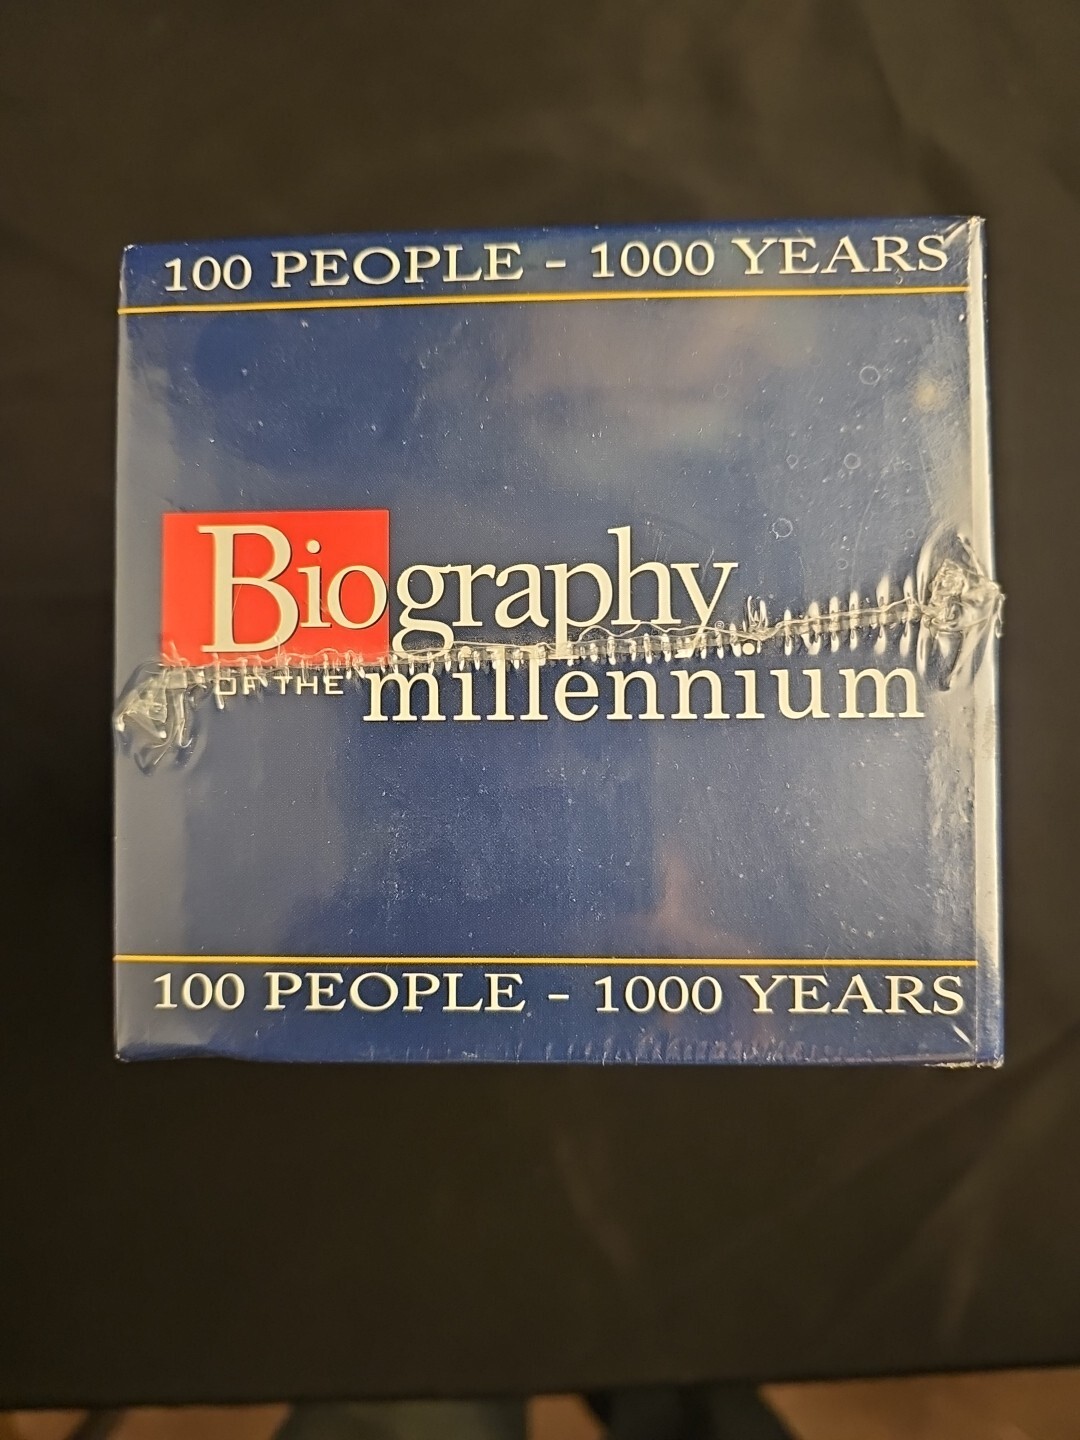 100 PEOPLE - 1000 YEARS
Biography
OF THE millennium
100 PEOPLE - 1000 YEARS